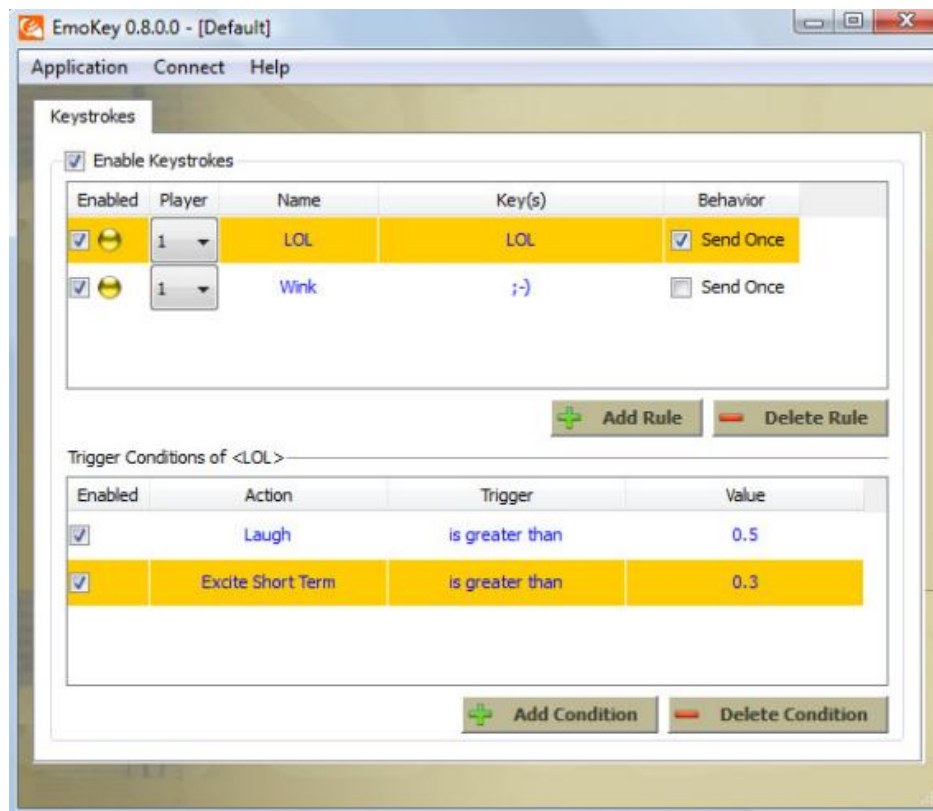 EmoKey 0.8.0.0 - [Default]
Application Connect Help
Keystrokes
Enable Keystrokes
Enabled Player Name Key(s) Behavior
1 LOL LOL Send Once
1 Wink ;-) Send Once
Add Rule Delete Rule
Trigger Conditions of <LOL>
Enabled Action Trigger Value
Laugh is greater than 0.5
Excite Short Term is greater than 0.3
Add Condition Delete Condition